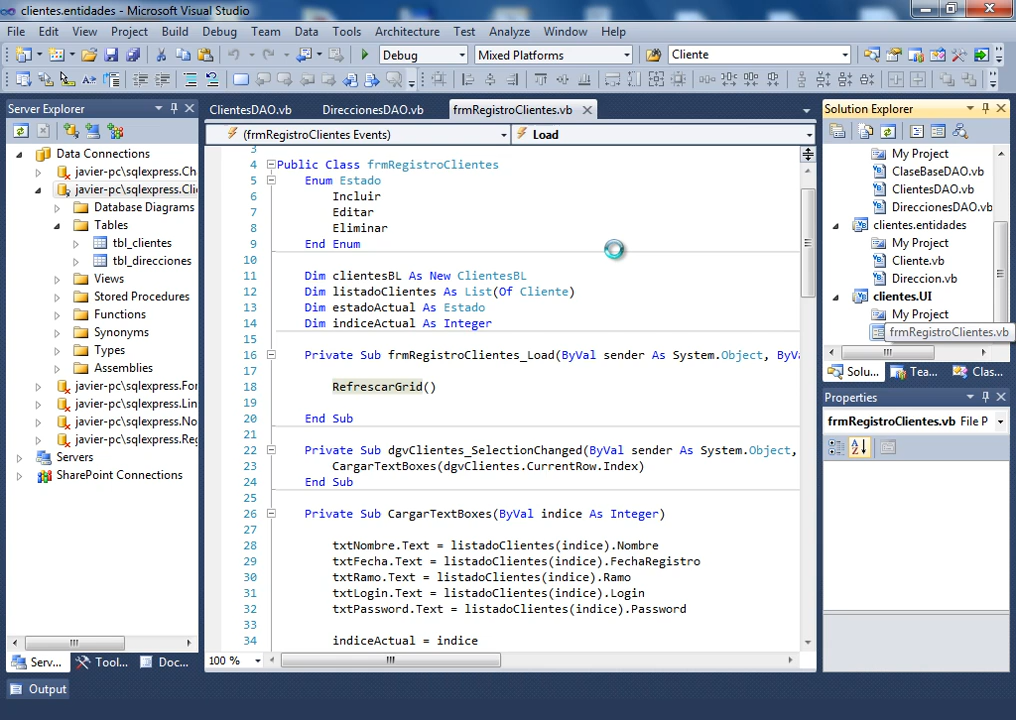 clientes.entidades - Microsoft Visual Studio
File Edit View Project Build Debug Team Data Tools Architecture Test Analyze Window Help
Debug Mixed Platforms Cliente
Server Explorer
Data Connections
javier-pc\sqlexpress.Ch
javier-pc\sqlexpress.Cli
Database Diagrams
Tables
tbl_clientes
tbl_direcciones
Views
Stored Procedures
Functions
Synonyms
Types
Assemblies
javier-pc\sqlexpress.For
javier-pc\sqlexpress.Lin
javier-pc\sqlexpress.No
javier-pc\sqlexpress.Reg
Servers
SharePoint Connections
Serv... Tool... Doc...
Output
ClientesDAO.vb DireccionesDAO.vb frmRegistroClientes.vb
(frmRegistroClientes Events) Load
3
4 Public Class frmRegistroClientes
5 Enum Estado
6 Incluir
7 Editar
8 Eliminar
9 End Enum
10
11 Dim clientesBL As New ClientesBL
12 Dim listadoClientes As List(Of Cliente)
13 Dim estadoActual As Estado
14 Dim indiceActual As Integer
15
16 Private Sub frmRegistroClientes_Load(ByVal sender As System.Object, ByVa
17
18 RefrescarGrid()
19
20 End Sub
21
22 Private Sub dgvClientes_SelectionChanged(ByVal sender As System.Object,
23 CargarTextBoxes(dgvClientes.CurrentRow.Index)
24 End Sub
25
26 Private Sub CargarTextBoxes(ByVal indice As Integer)
27
28 txtNombre.Text = listadoClientes(indice).Nombre
29 txtFecha.Text = listadoClientes(indice).FechaRegistro
30 txtRamo.Text = listadoClientes(indice).Ramo
31 txtLogin.Text = listadoClientes(indice).Login
32 txtPassword.Text = listadoClientes(indice).Password
33
34 indiceActual = indice
100 %
Solution Explorer
My Project
ClaseBaseDAO.vb
ClientesDAO.vb
DireccionesDAO.vb
clientes.entidades
My Project
Cliente.vb
Direccion.vb
clientes.UI
My Project
frmRegistroClientes.vb
Solu... Tea... Clas...
Properties
frmRegistroClientes.vb File P